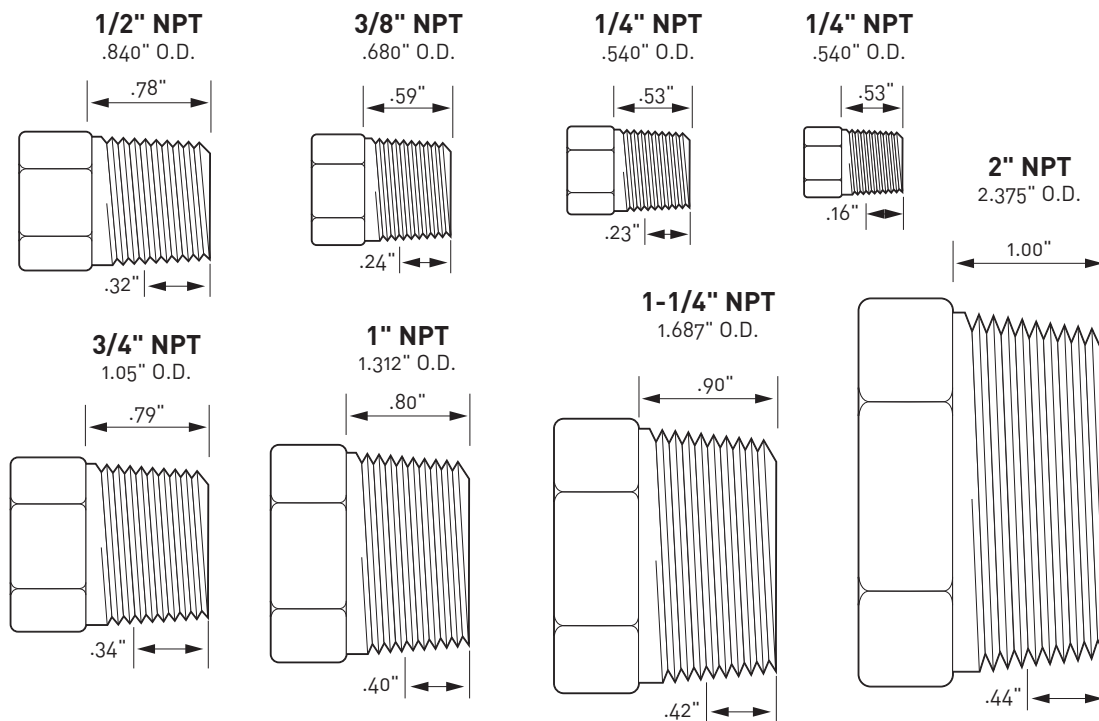 1/2" NPT
.840" O.D.
.78"
.32"
3/8" NPT
.680" O.D.
.59"
.24"
1/4" NPT
.540" O.D.
.53"
.23"
1/4" NPT
.540" O.D.
.53"
.16"
2" NPT
2.375" O.D.
1.00"
.44"
3/4" NPT
1.05" O.D.
.79"
.34"
1" NPT
1.312" O.D.
.80"
.40"
1-1/4" NPT
1.687" O.D.
.90"
.42"